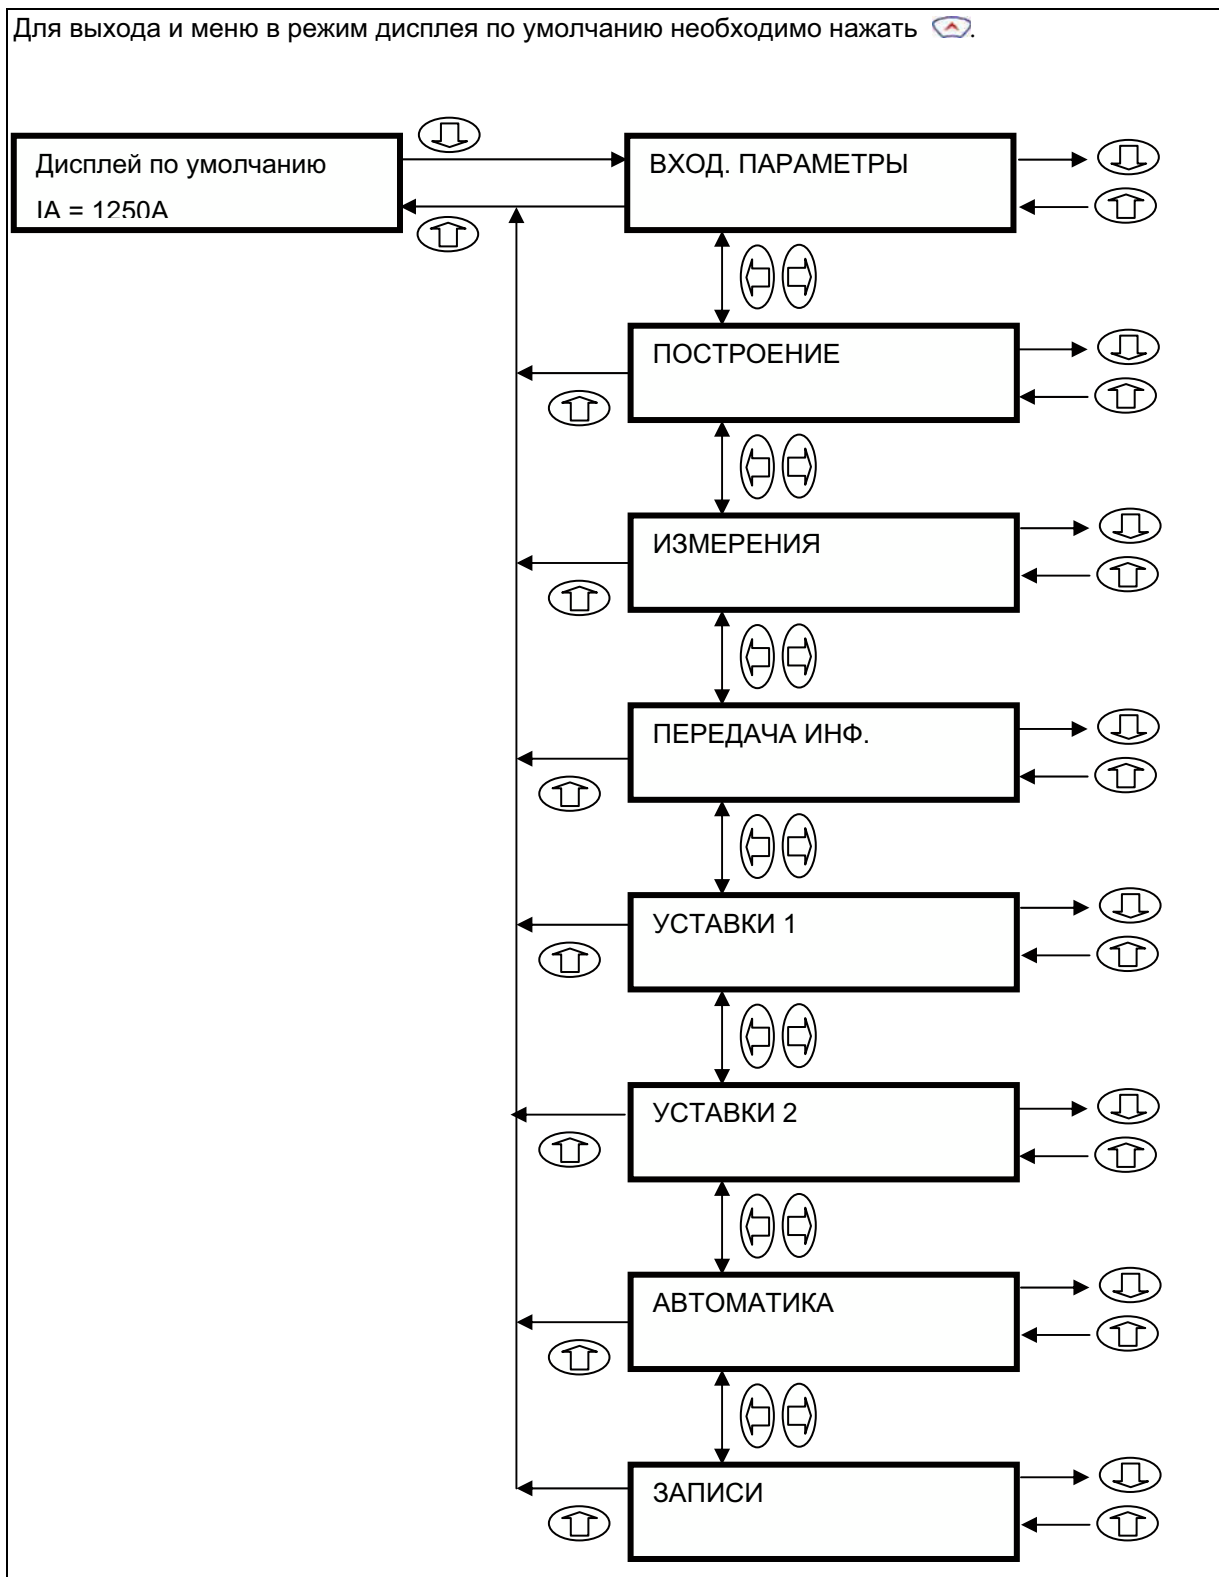 Для выхода и меню в режим дисплея по умолчанию необходимо нажать .
Дисплей по умолчанию
IA = 1250A
ВХОД. ПАРАМЕТРЫ
ПОСТРОЕНИЕ
ИЗМЕРЕНИЯ
ПЕРЕДАЧА ИНФ.
УСТАВКИ 1
УСТАВКИ 2
АВТОМАТИКА
ЗАПИСИ